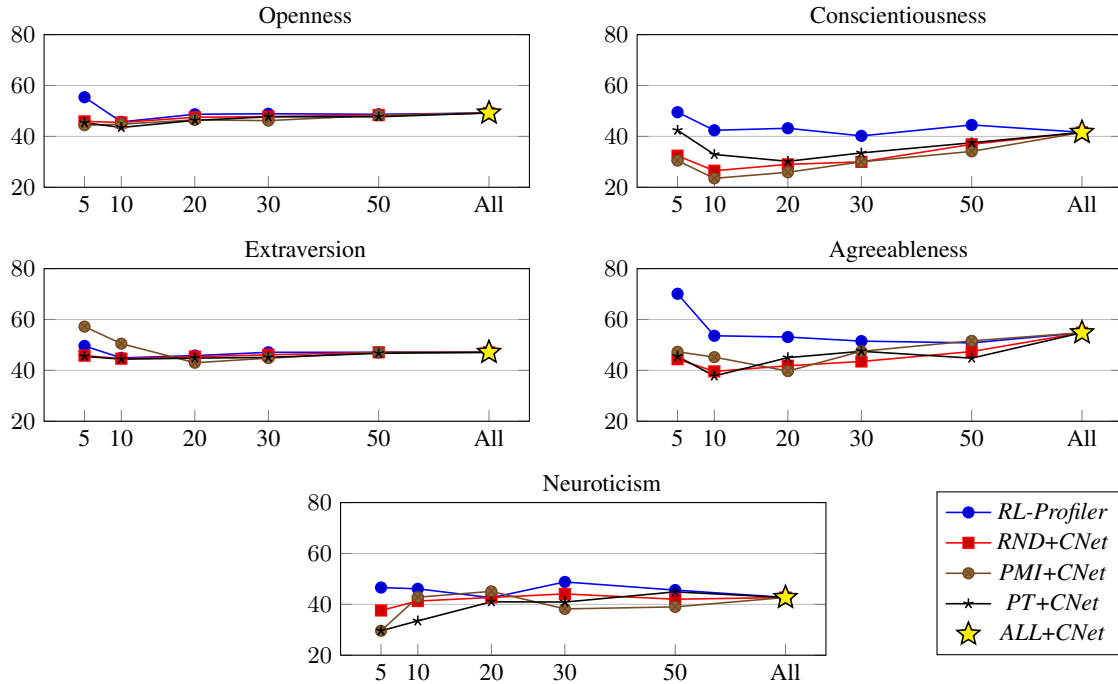 Openness
80
60
40
20
5 10 20 30 50 All
Conscientiousness
80
60
40
20
5 10 20 30 50 All
Extraversion
80
60
40
20
5 10 20 30 50 All
Agreeableness
80
60
40
20
5 10 20 30 50 All
Neuroticism
80
60
40
20
5 10 20 30 50 All
RL-Profiler
RND+CNet
PMI+CNet
PT+CNet
ALL+CNet